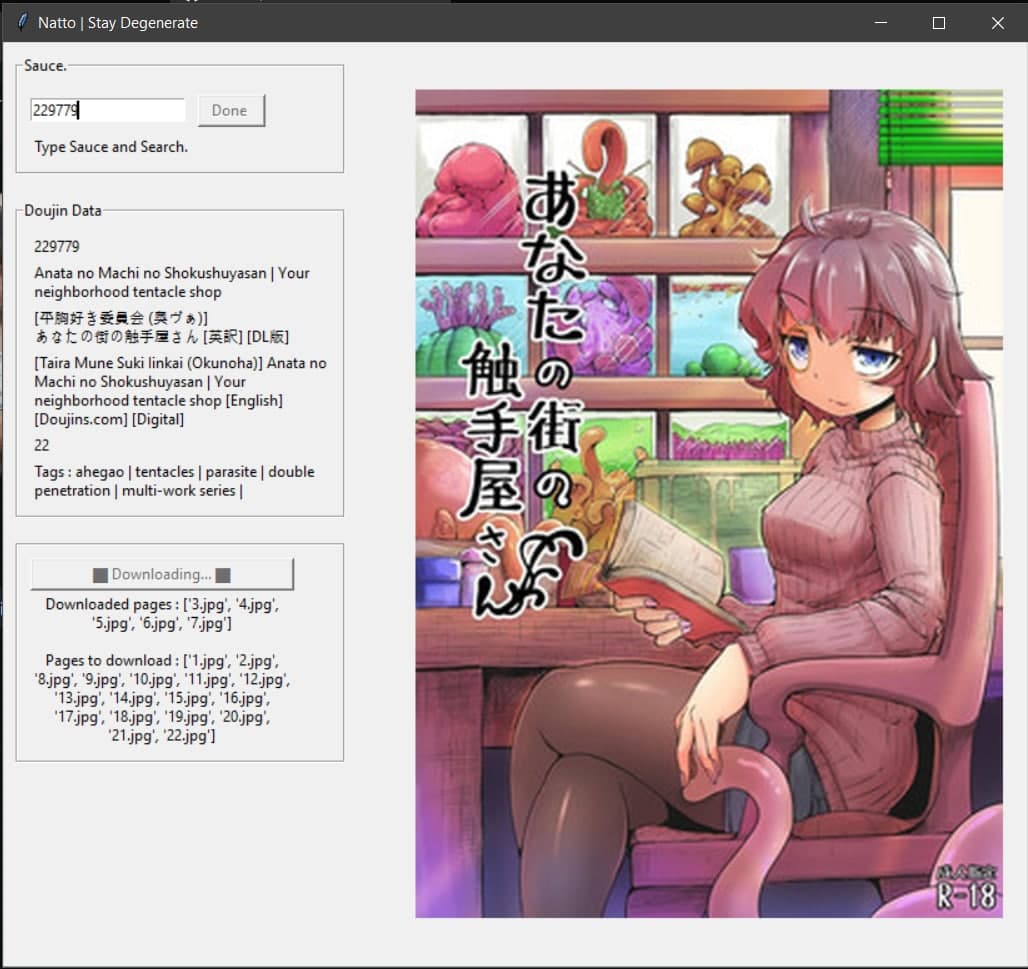 Natto | Stay Degenerate
Sauce.
229779
Done
Type Sauce and Search.
Doujin Data
229779
Anata no Machi no Shokushuyasan | Your
neighborhood tentacle shop
[平胸好き委員会 (奥ヴぁ)]
あなたの街の触手屋さん [英訳] [DL版]
[Taira Mune Suki Iinkai (Okunoha)] Anata no
Machi no Shokushuyasan | Your
neighborhood tentacle shop [English]
[Doujins.com] [Digital]
22
Tags : ahegao | tentacles | parasite | double
penetration | multi-work series |
Downloading...
Downloaded pages : ['3.jpg', '4.jpg',
'5.jpg', '6.jpg', '7.jpg']
Pages to download : ['1.jpg', '2.jpg',
'8.jpg', '9.jpg', '10.jpg', '11.jpg', '12.jpg',
'13.jpg', '14.jpg', '15.jpg', '16.jpg',
'17.jpg', '18.jpg', '19.jpg', '20.jpg',
'21.jpg', '22.jpg']
あなたの街の
触手屋さん
成人指定
R-18